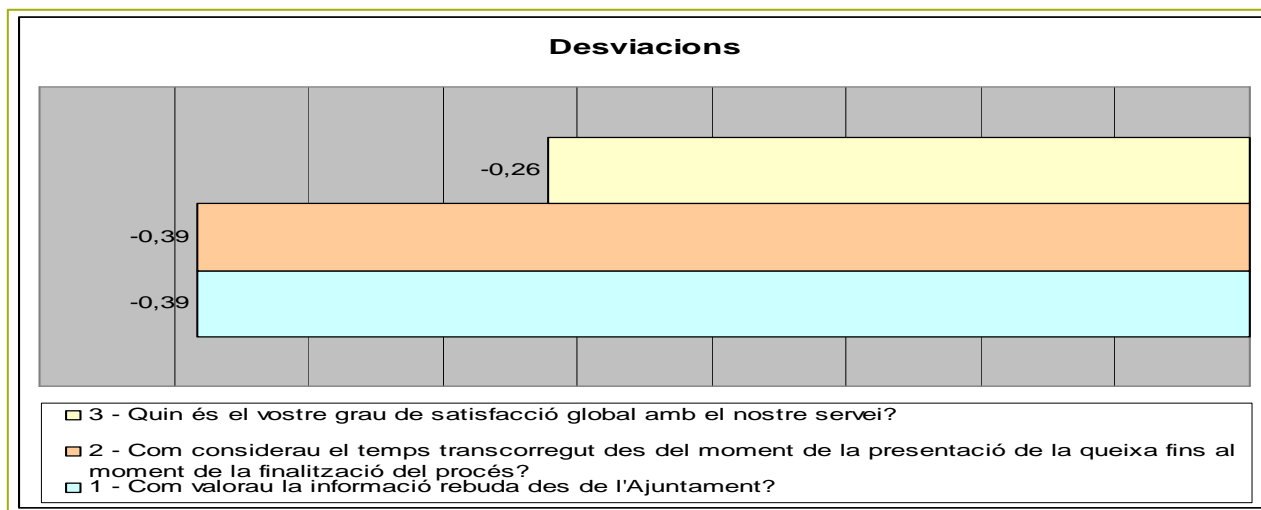 Desviacions
-0,26
-0,39
-0,39
3 - Quin és el vostre grau de satisfacció global amb el nostre servei?
2 - Com considerau el temps transcorregut des del moment de la presentació de la queixa fins al
moment de la finalització del procés?
1 - Com valorau la informació rebuda des de l'Ajuntament?